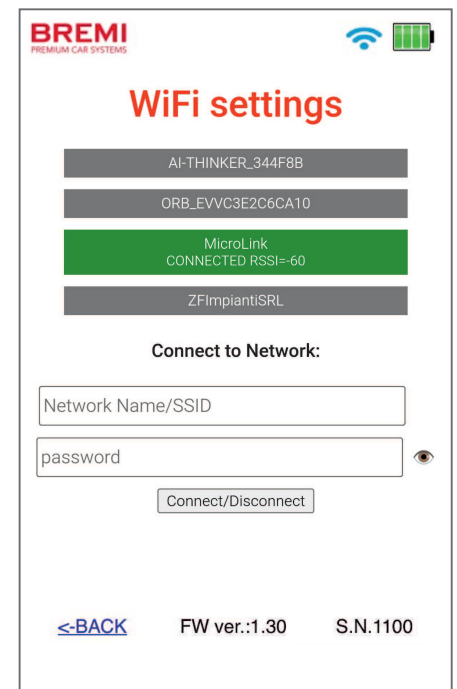 BREMI
PREMIUM CAR SYSTEMS
WiFi settings
AI-THINKER_344F8B
ORB_EVVC3E2C6CA10
MicroLink
CONNECTED RSSI=-60
ZFImpiantiSRL
Connect to Network:
Network Name/SSID
password
Connect/Disconnect
<-BACK FW ver.:1.30 S.N.1100